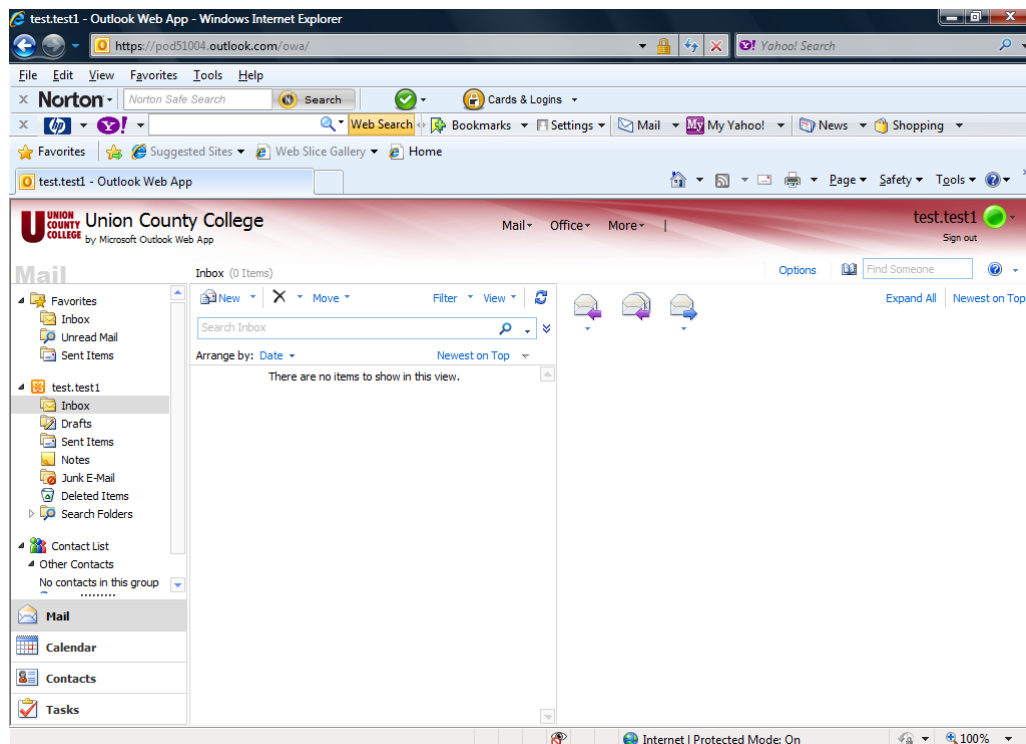 test.test1 - Outlook Web App - Windows Internet Explorer
https://pod51004.outlook.com/owa/
Yahoo! Search
File Edit View Favorites Tools Help
Norton Norton Safe Search Search Cards & Logins
hp Y! Web Search Bookmarks Settings Mail My My Yahoo! News Shopping
Favorites Suggested Sites Web Slice Gallery Home
test.test1 - Outlook Web App Page Safety Tools
UNION COUNTY COLLEGE
Union County College
by Microsoft Outlook Web App
Mail Office More
test.test1
Sign out
Mail
Inbox (0 Items)
Options Find Someone
New Move Filter View
Expand All Newest on Top
Search Inbox
Arrange by: Date Newest on Top
There are no items to show in this view.
Favorites
Inbox
Unread Mail
Sent Items
test.test1
Inbox
Drafts
Sent Items
Notes
Junk E-Mail
Deleted Items
Search Folders
Contact List
Other Contacts
No contacts in this group
Mail
Calendar
Contacts
Tasks
Internet | Protected Mode: On 100%